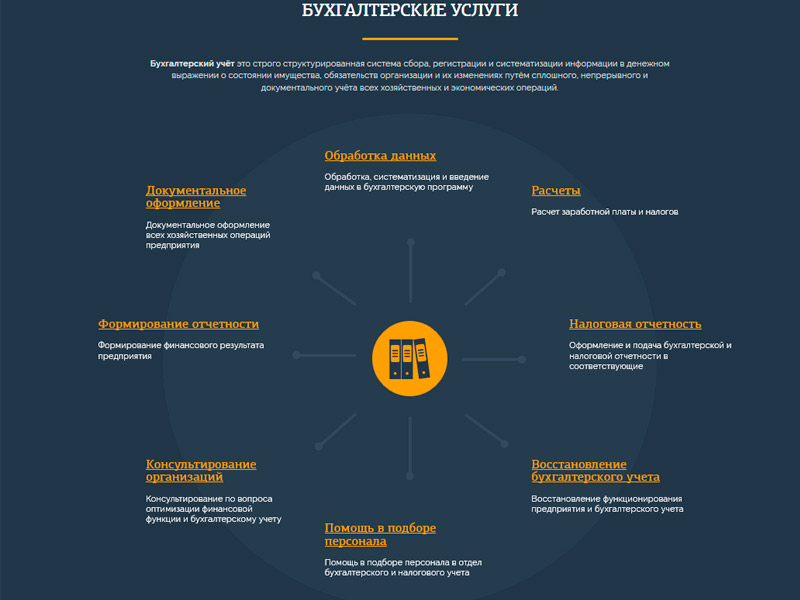 БУХГАЛТЕРСКИЕ УСЛУГИ
Бухгалтерский учёт это строго структурированная система сбора, регистрации и систематизации информации в денежном
выражении о состоянии имущества, обязательств организации и их изменениях путём сплошного, непрерывного и
документального учёта всех хозяйственных и экономических операций.
Обработка данных
Обработка, систематизация и введение
данных в бухгалтерскую программу
Документальное
оформление
Документальное оформление
всех хозяйственных операций
предприятия
Расчеты
Расчет заработной платы и налогов
Формирование отчетности
Формирование финансового результата
предприятия
Налоговая отчетность
Оформление и подача бухгалтерской и
налоговой отчетности в
соответствующие
Консультирование
организаций
Консультирование по вопроса
оптимизации финансовой
функции и бухгалтерскому учету
Восстановление
бухгалтерского учета
Восстановление функционирования
предприятия и бухгалтерского учета
Помощь в подборе
персонала
Помощь в подборе персонала в отдел
бухгалтерского и налогового учета